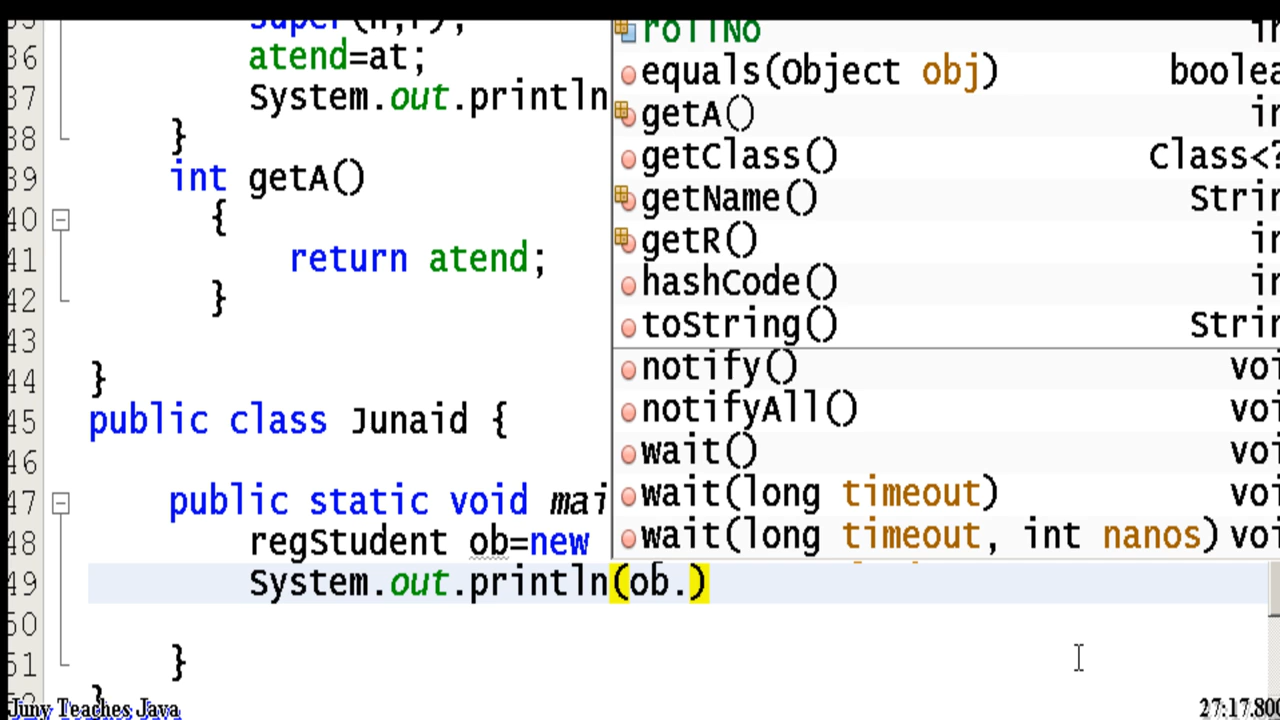 super(n,r);
36 atend=at;
37 System.out.println
38 }
39 int getA()
40 {
41 return atend;
42 }
43
44 }
45 public class Junaid {
46
47 public static void mai
48 regStudent ob=new
49 System.out.println(ob.)
50
51 }
}
rollNo in
equals(Object obj) boolea
getA() in
getClass() Class<?
getName() Strin
getR() in
hashCode() in
toString() Strin
notify() voi
notifyAll() voi
wait() voi
wait(long timeout) voi
wait(long timeout, int nanos) voi
Juny Teaches Java
27:17.800